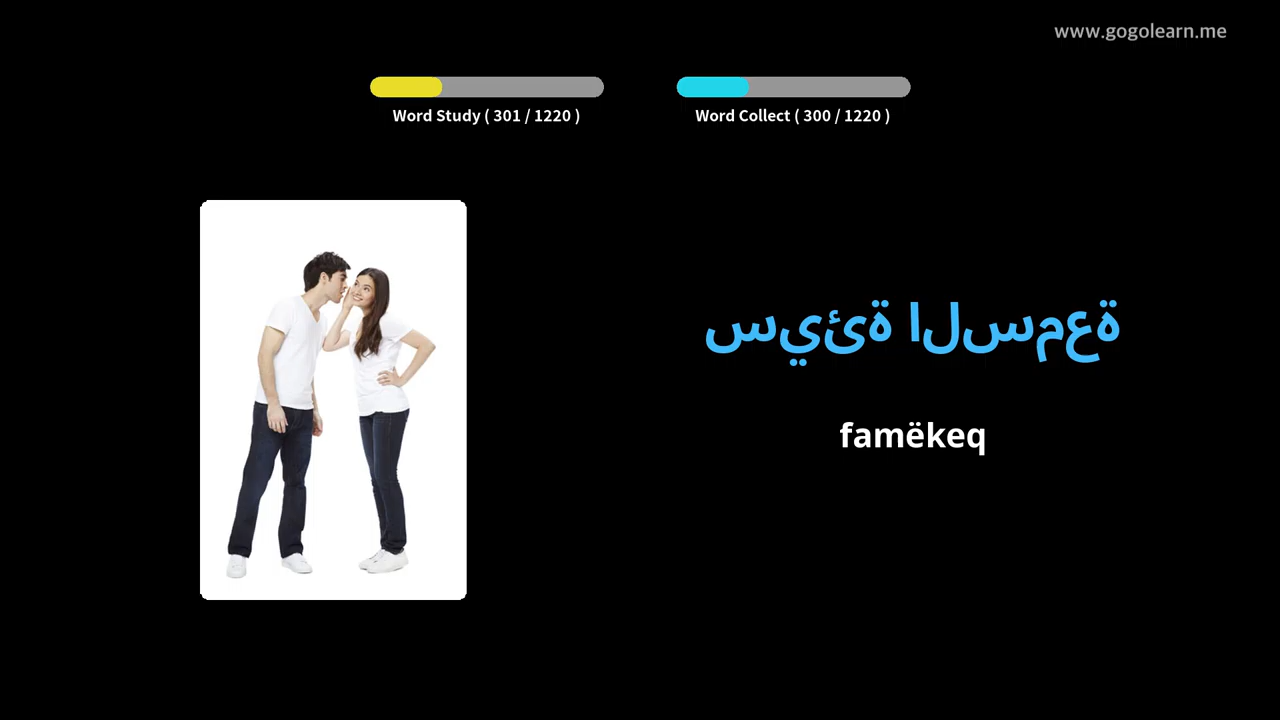 www.gogolearn.me
Word Study ( 301 / 1220 )
Word Collect ( 300 / 1220 )
سيئة السمعة
famëkeq